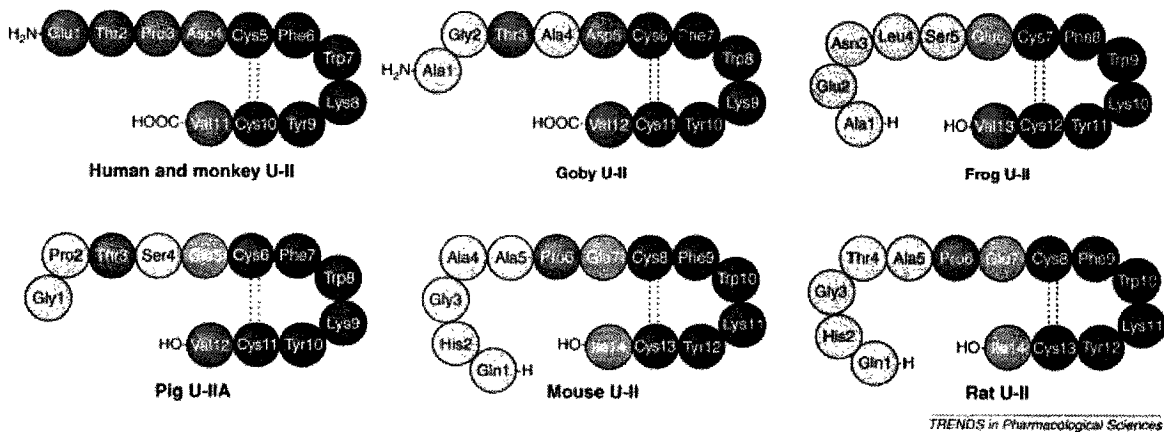 H₂N Glu1 Thr2 Pro3 Asp4 Cys5 Phe6
Trp7
Lys8
HOOC Val11 Cys10 Tyr9
Human and monkey U-II
Gly2 Thr3 Ala4 Asp5 Cys6 Phe7
H₂N Ala1
Trp8
Lys9
HOOC Val12 Cys11 Tyr10
Goby U-II
Asn3 Leu4 Ser5 Glu6 Cys7 Phe8
Glu2
Trp9
Lys10
Ala1 H
HO Val13 Cys12 Tyr11
Frog U-II
Pro2 Thr3 Ser4 Glu5 Cys6 Phe7
Gly1
Trp8
Lys9
HO Val12 Cys11 Tyr10
Pig U-IIA
Ala4 Ala5 Pro6 Glu7 Cys8 Phe9
Gly3
Trp10
Lys11
His2
Gln1 H
HO Ile14 Cys13 Tyr12
Mouse U-II
Thr4 Ala5 Pro6 Glu7 Cys8 Phe9
Gly3
Trp10
Lys11
His2
Gln1 H
HO Ile14 Cys13 Tyr12
Rat U-II
TRENDS in Pharmacological Sciences